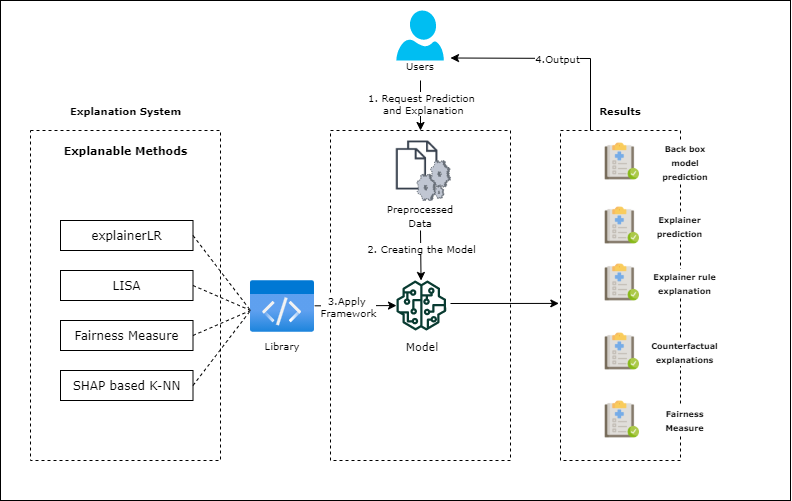 Users
4.Output
1. Request Prediction
and Explanation
Explanation System
Explanable Methods
explainerLR
LISA
Fairness Measure
SHAP based K-NN
Library
3.Apply
Framework
Preprocessed
Data
2. Creating the Model
Model
Results
Back box
model
prediction
Explainer
prediction
Explainer rule
explanation
Counterfactual
explanations
Fairness
Measure